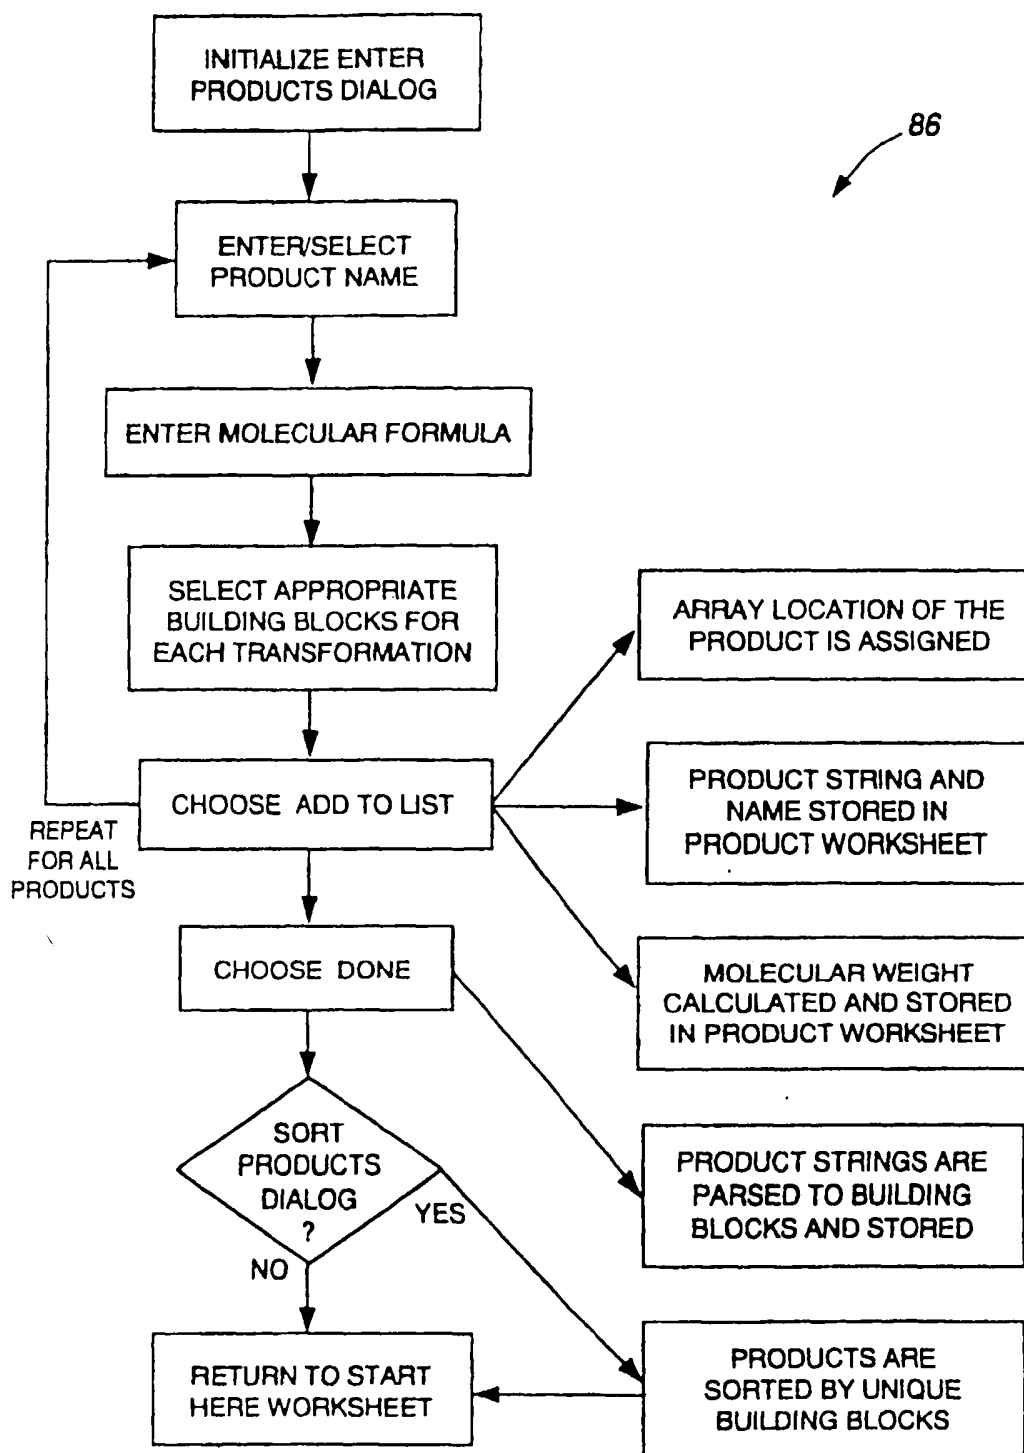 INITIALIZE ENTER
PRODUCTS DIALOG
86
ENTER/SELECT
PRODUCT NAME
ENTER MOLECULAR FORMULA
SELECT APPROPRIATE
BUILDING BLOCKS FOR
EACH TRANSFORMATION
ARRAY LOCATION OF THE
PRODUCT IS ASSIGNED
CHOOSE ADD TO LIST
REPEAT
FOR ALL
PRODUCTS
PRODUCT STRING AND
NAME STORED IN
PRODUCT WORKSHEET
CHOOSE DONE
MOLECULAR WEIGHT
CALCULATED AND STORED
IN PRODUCT WORKSHEET
SORT
PRODUCTS
DIALOG
?
YES
NO
PRODUCT STRINGS ARE
PARSED TO BUILDING
BLOCKS AND STORED
RETURN TO START
HERE WORKSHEET
PRODUCTS ARE
SORTED BY UNIQUE
BUILDING BLOCKS